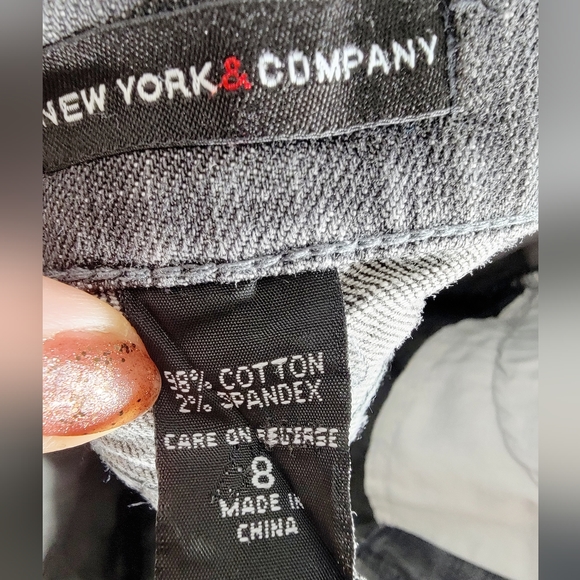 NEW YORK & COMPANY
98% COTTON
2% SPANDEX
CARE ON REVERSE
8
MADE IN
CHINA